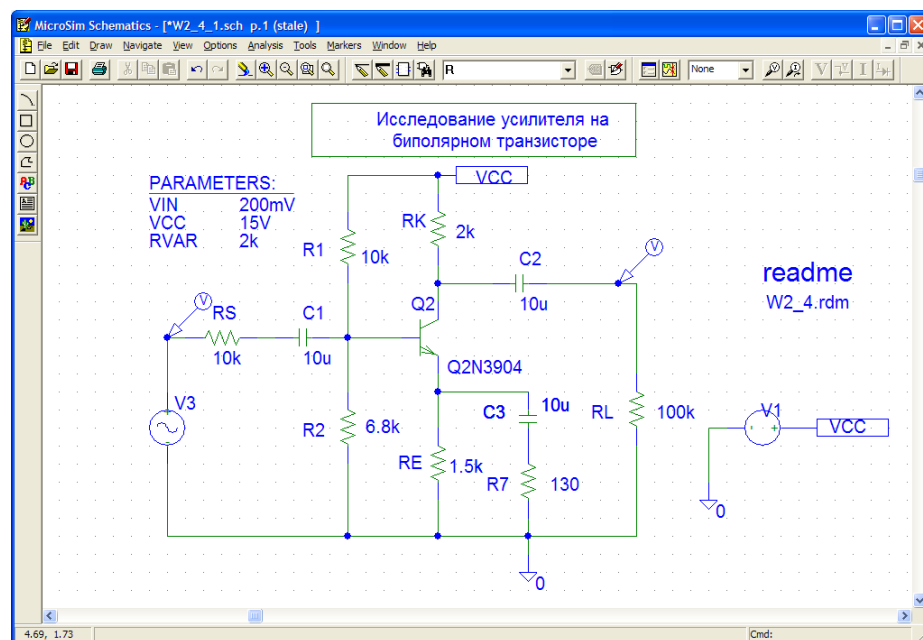 MicroSim Schematics - [*W2_4_1.sch p.1 (stale) ]
File Edit Draw Navigate View Options Analysis Tools Markers Window Help
R
None
Исследование усилителя на
биполярном транзисторе
PARAMETERS:
VIN 200mV
VCC 15V
RVAR 2k
VCC
RK
2k
R1
10k
C2
V
10u
readme
W2_4.rdm
Q2
V
RS
C1
10k
10u
Q2N3904
V3
R2
6.8k
C3
10u
RL
100k
V1
VCC
RE
1.5k
R7
130
0
0
4.69, 1.73
Cmd: